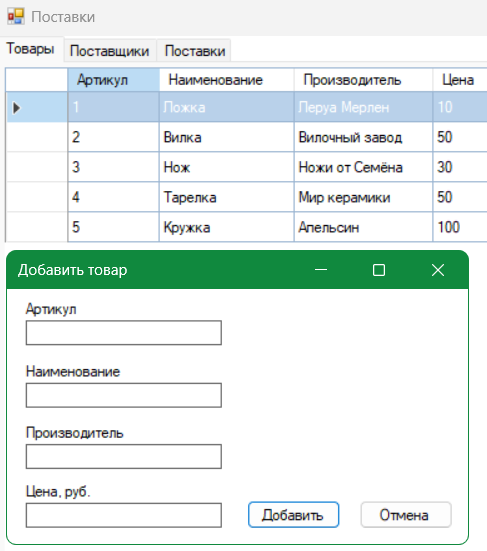 Поставки
Товары Поставщики Поставки
Артикул Наименование Производитель Цена
1 Ложка Леруа Мерлен 10
2 Вилка Вилочный завод 50
3 Нож Ножи от Семёна 30
4 Тарелка Мир керамики 50
5 Кружка Апельсин 100
Добавить товар
Артикул
Наименование
Производитель
Цена, руб.
Добавить Отмена